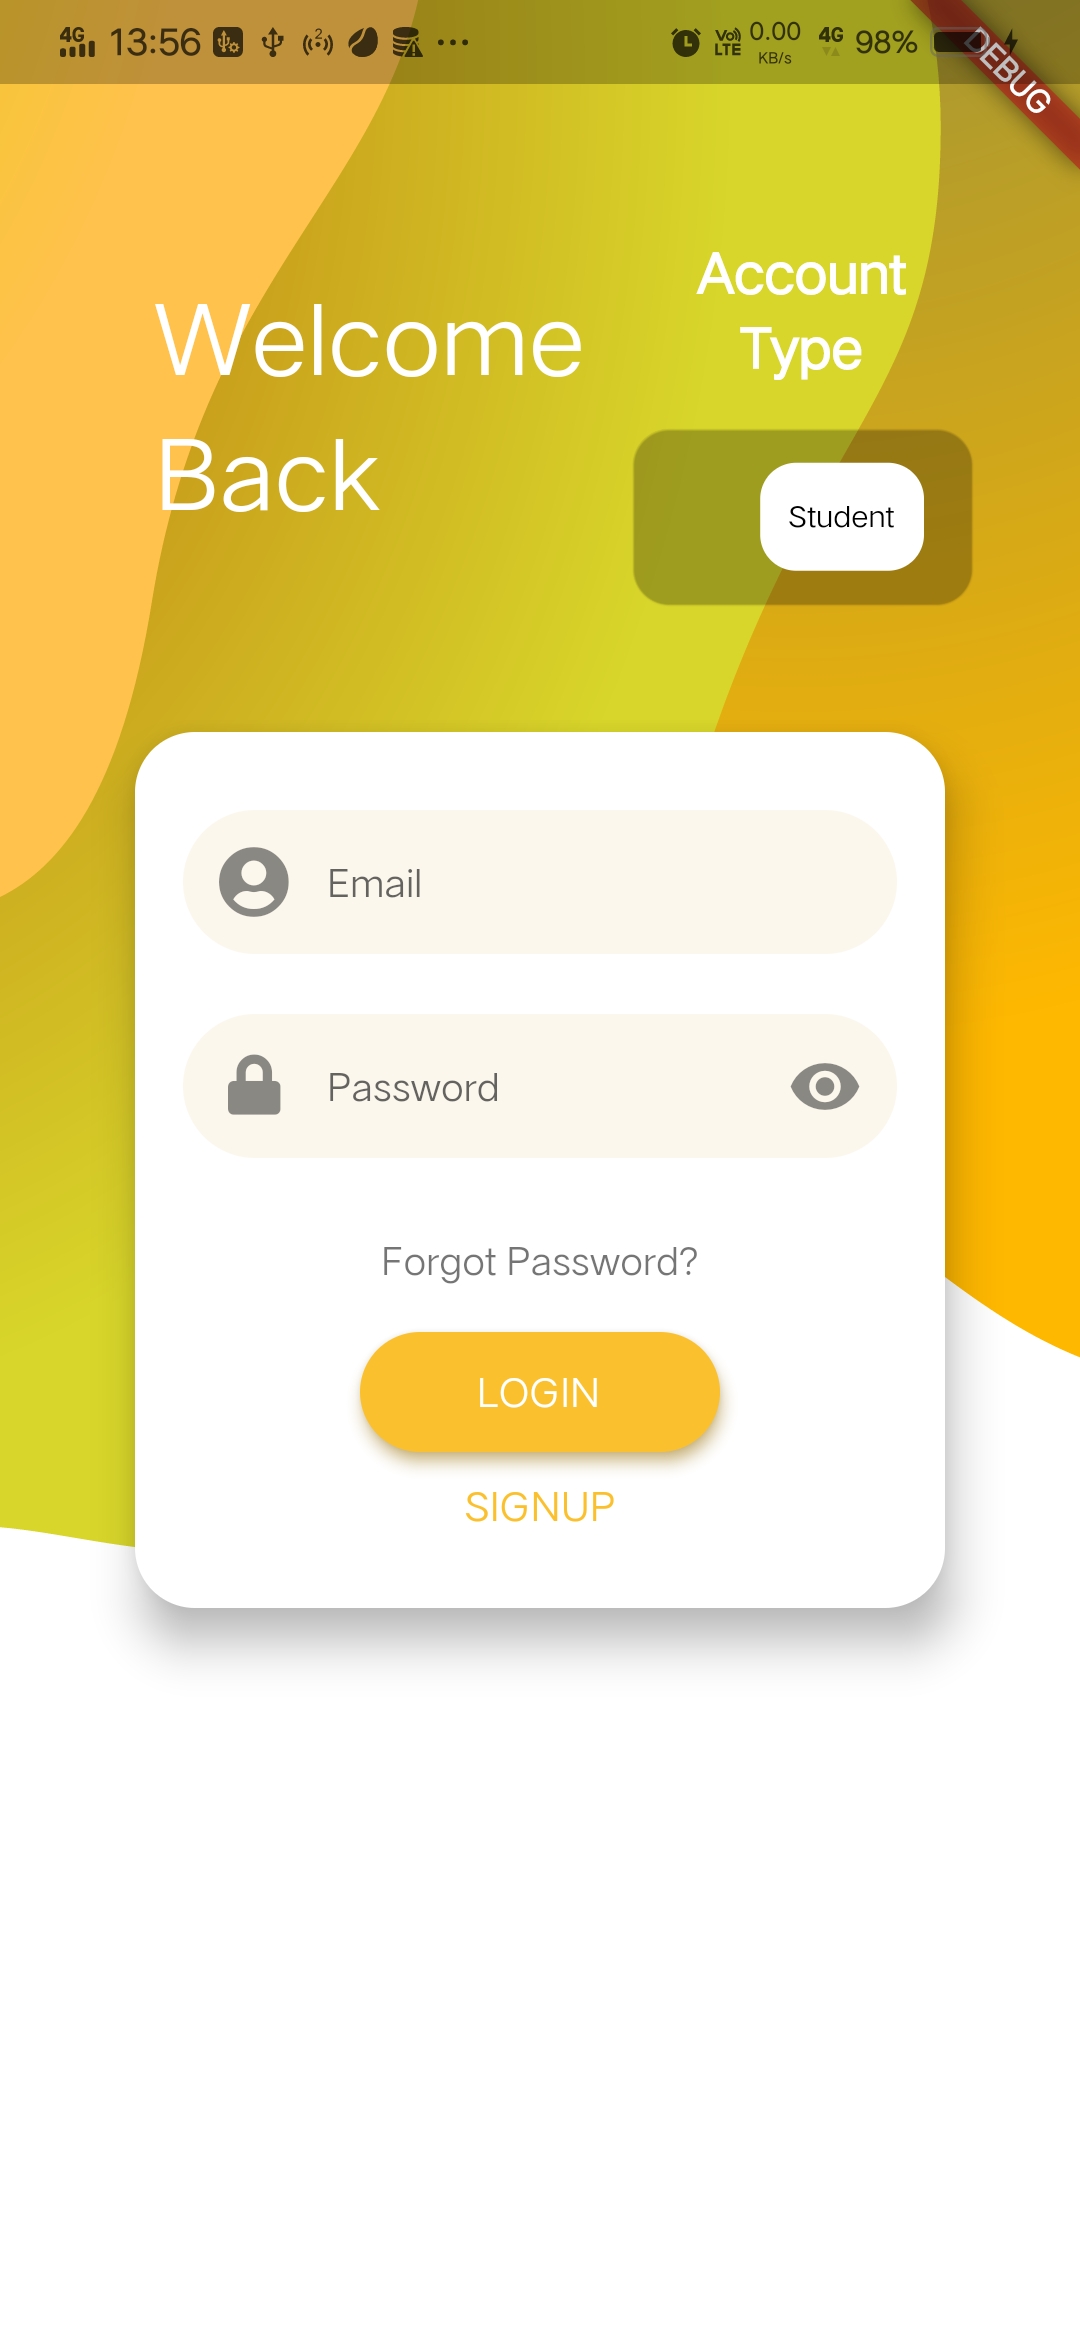 4G 13:56 2 Vo) LTE 0.00 KB/s 4G 98%
DEBUG
Account
Type
Welcome
Back
Student
Email
Password
Forgot Password?
LOGIN
SIGNUP